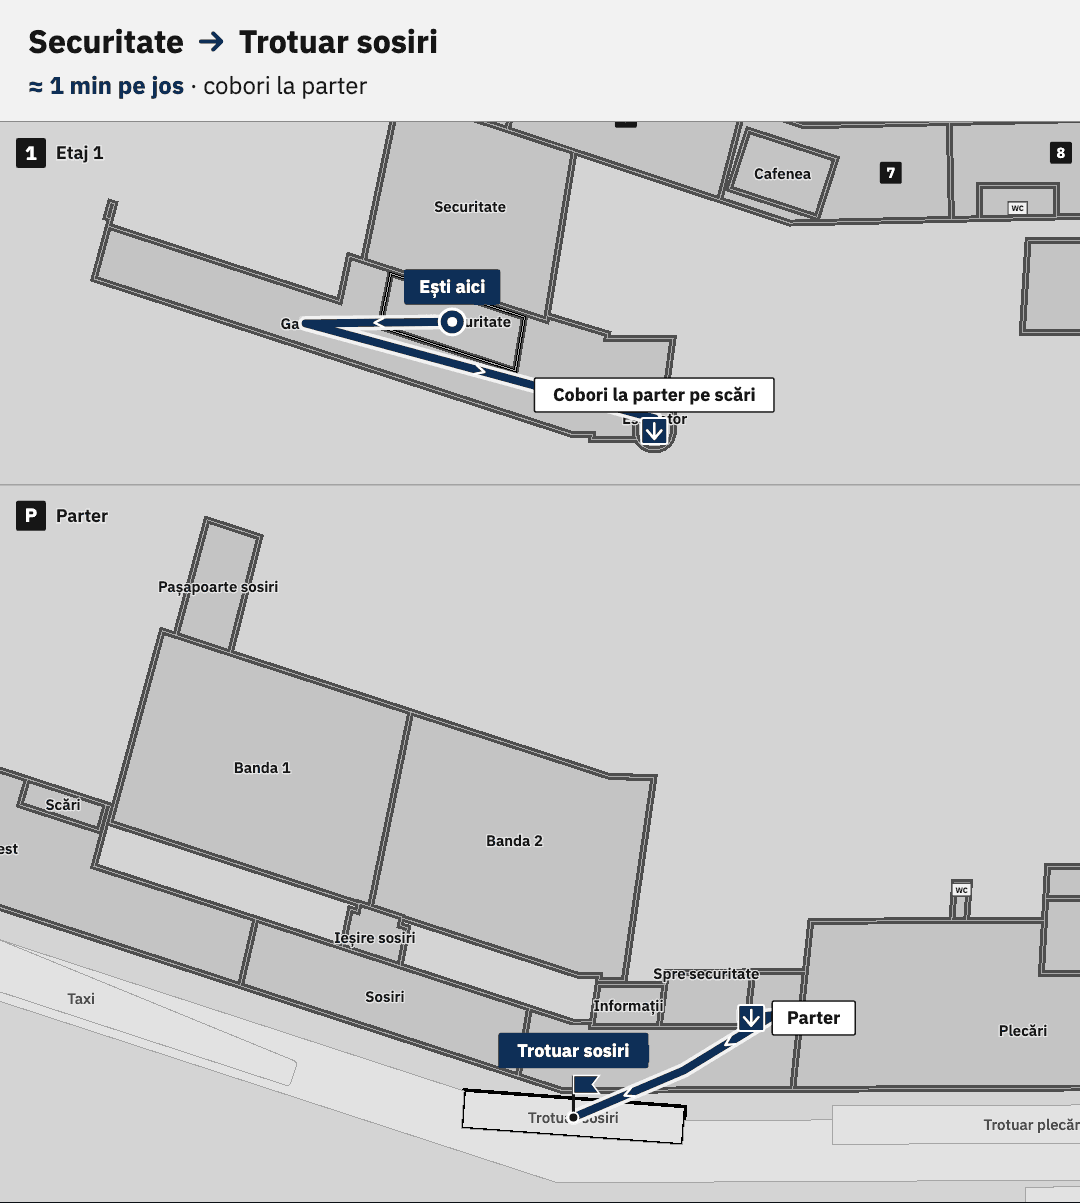 Securitate → Trotuar sosiri
≈ 1 min pe jos · cobori la parter
1 Etaj 1
8
Cafenea
7
WC
Securitate
Ești aici
Cobori la parter pe scări
P Parter
Pașapoarte sosiri
Banda 1
Scări
Banda 2
WC
Ieșire sosiri
Spre securitate
Taxi
Sosiri
Informații
Parter
Plecări
Trotuar sosiri
Trotuar sosiri